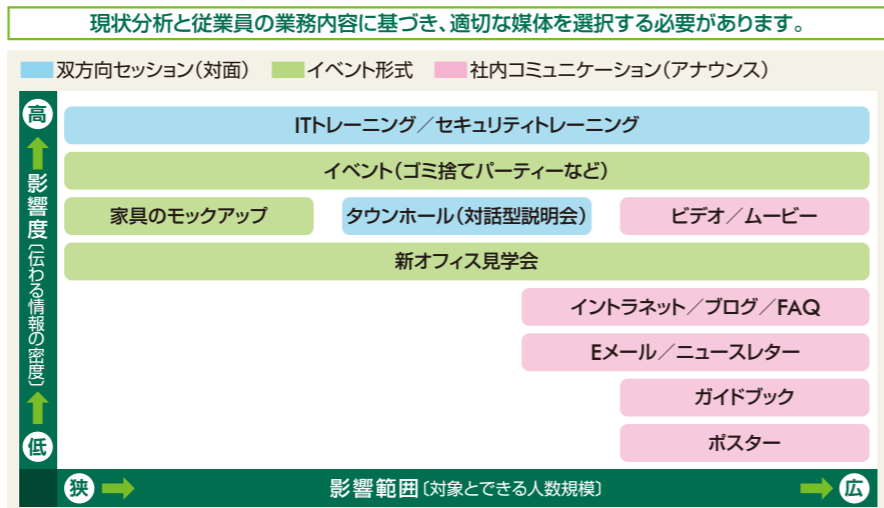 現状分析と従業員の業務内容に基づき、適切な媒体を選択する必要があります。
双方向セッション（対面） イベント形式 社内コミュニケーション（アナウンス）
高
影響度〔伝わる情報の密度〕
低
ITトレーニング／セキュリティトレーニング
イベント（ゴミ捨てパーティーなど）
家具のモックアップ タウンホール（対話型説明会） ビデオ／ムービー
新オフィス見学会
イントラネット／ブログ／FAQ
Eメール／ニュースレター
ガイドブック
ポスター
狭 影響範囲〔対象とできる人数規模〕 広